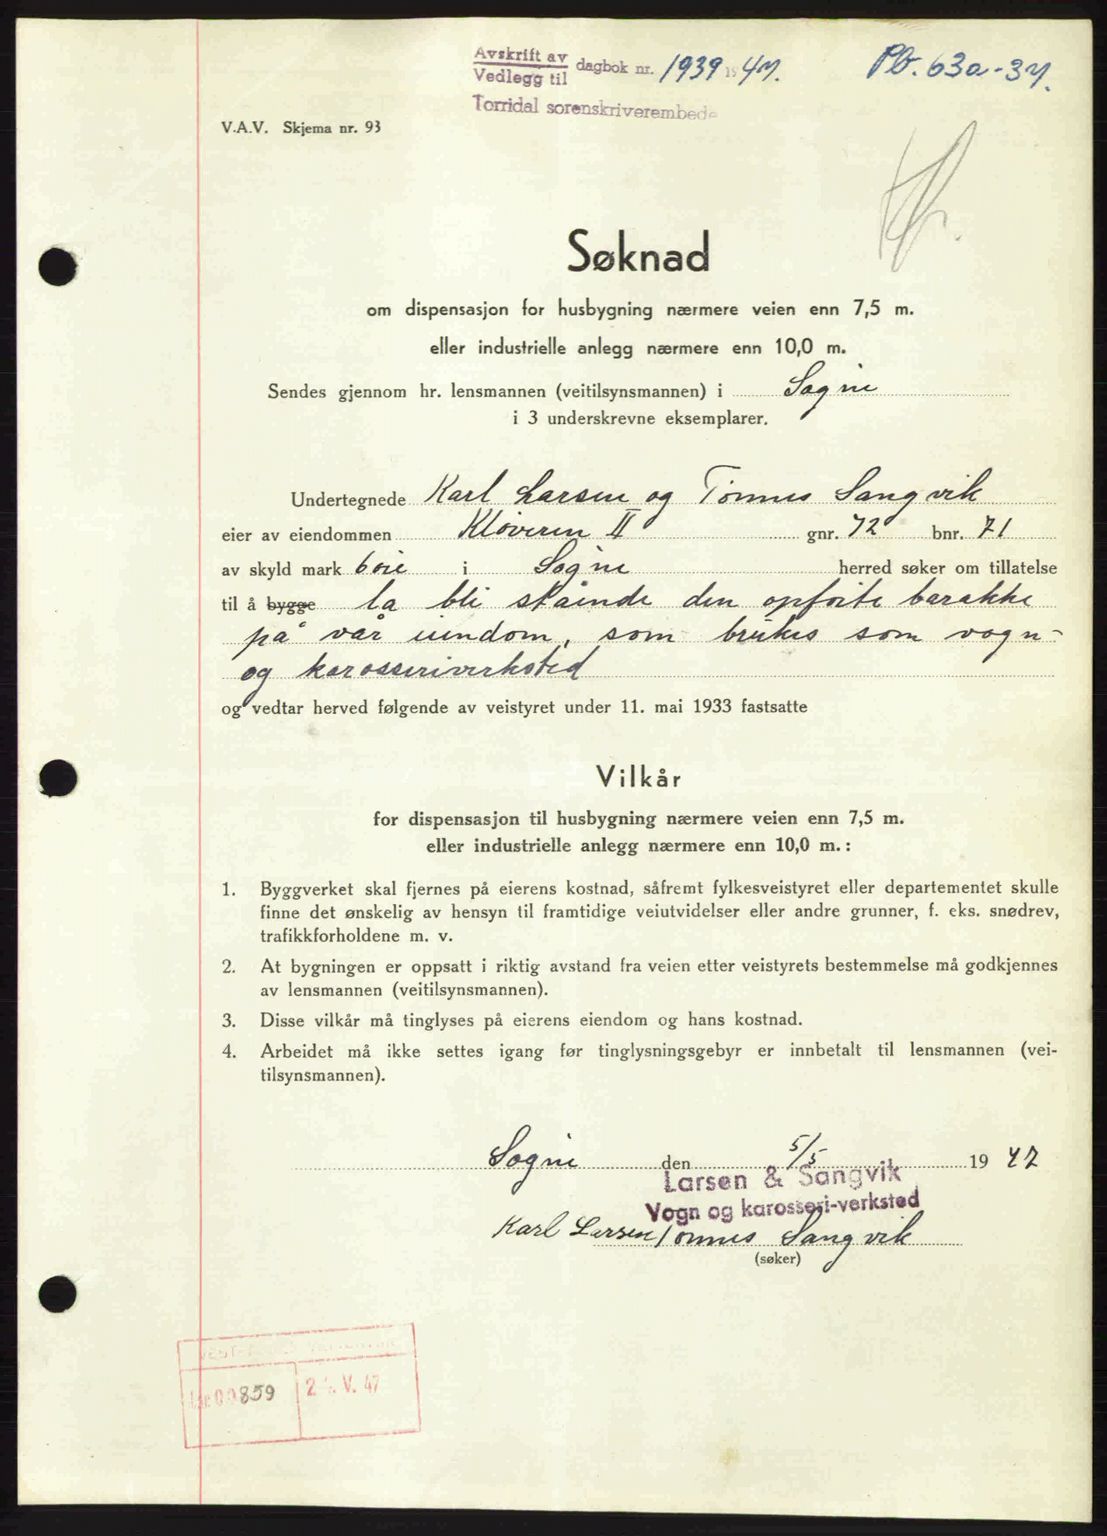 Avskrift av
Vedlegg til dagbok nr. 1939 1947.
Pb. 63a-37.
Torridal sorenskriverembede
V.A.V. Skjema nr. 93
Søknad
om dispensasjon for husbygning nærmere veien enn 7,5 m.
eller industrielle anlegg nærmere enn 10,0 m.
Sendes gjennom hr. lensmannen (veitilsynsmannen) i Søgne
i 3 underskrevne eksemplarer.
Undertegnede Karl Larsen og Tønnes Sangvik
eier av eiendommen Kløveren II gnr. 72 bnr. 71
av skyld mark 6 øre i Søgne herred søker om tillatelse
til å bygge la bli stående den opførte barakke
på vår eiendom, som brukes som vogn-
og karosseriverksted
og vedtar herved følgende av veistyret under 11. mai 1933 fastsatte
Vilkår
for dispensasjon til husbygning nærmere veien enn 7,5 m.
eller industrielle anlegg nærmere enn 10,0 m.:
1. Byggverket skal fjernes på eierens kostnad, såfremt fylkesveistyret eller departementet skulle
finne det ønskelig av hensyn til framtidige veiutvidelser eller andre grunner, f. eks. snødrev,
trafikkforholdene m. v.
2. At bygningen er oppsatt i riktig avstand fra veien etter veistyrets bestemmelse må godkjennes
av lensmannen (veitilsynsmannen).
3. Disse vilkår må tinglyses på eierens eiendom og hans kostnad.
4. Arbeidet må ikke settes igang før tinglysningsgebyr er innbetalt til lensmannen (vei-
tilsynsmannen).
Søgne den 5/5 1947
Larsen & Sangvik
Vogn og karosseri-verksted
Karl Larsen Tønnes Sangvik
(søker)
00859 2 . V. 47